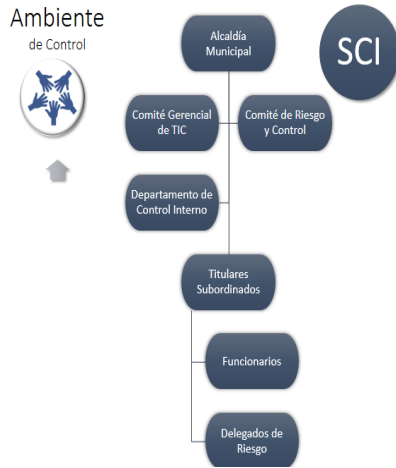 Ambiente
de Control
SCI
Alcaldía
Municipal
Comité Gerencial
de TIC
Comité de Riesgo
y Control
Departamento de
Control Interno
Titulares
Subordinados
Funcionarios
Delegados de
Riesgo